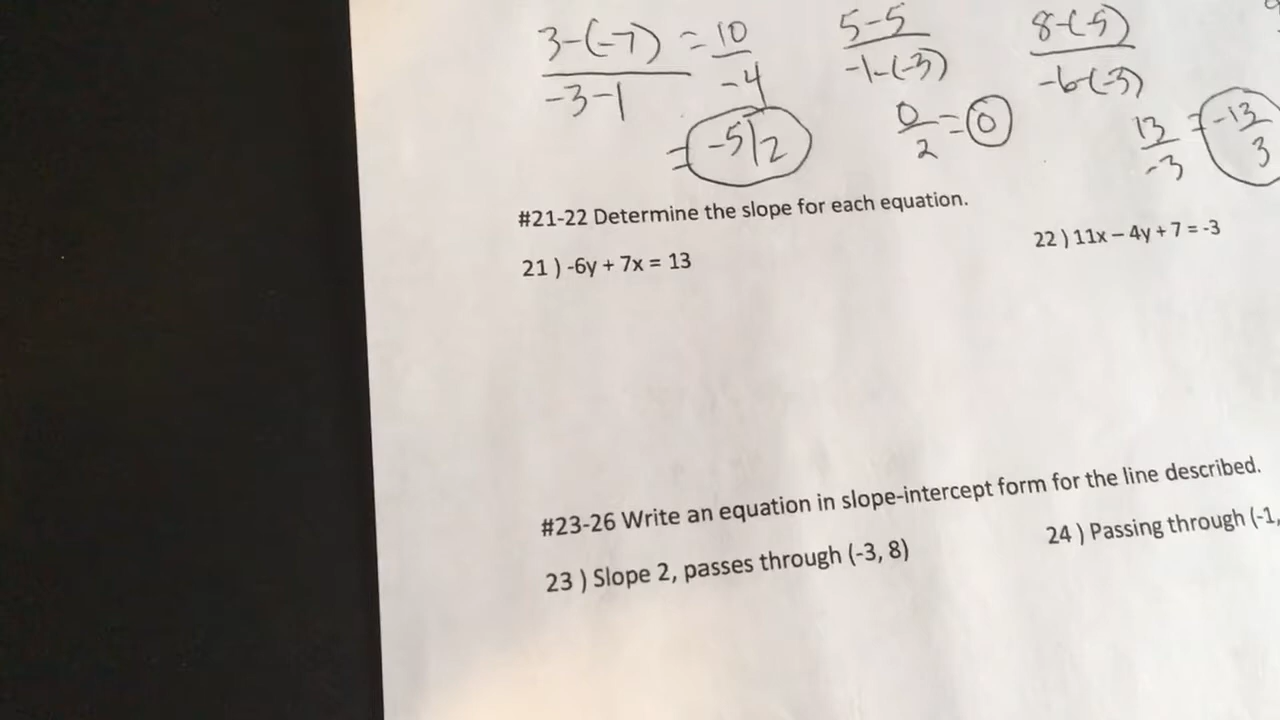 3-(-7) = 10
-3-1 -4
= -5/2
5-5
-1-(-3)
0/2 = 0
8-(-5)
-6-(-3)
13/-3 = -13/3
#21-22 Determine the slope for each equation.
21 ) -6y + 7x = 13
22 ) 11x – 4y + 7 = -3
#23-26 Write an equation in slope-intercept form for the line described.
23 ) Slope 2, passes through (-3, 8)
24 ) Passing through (-1,